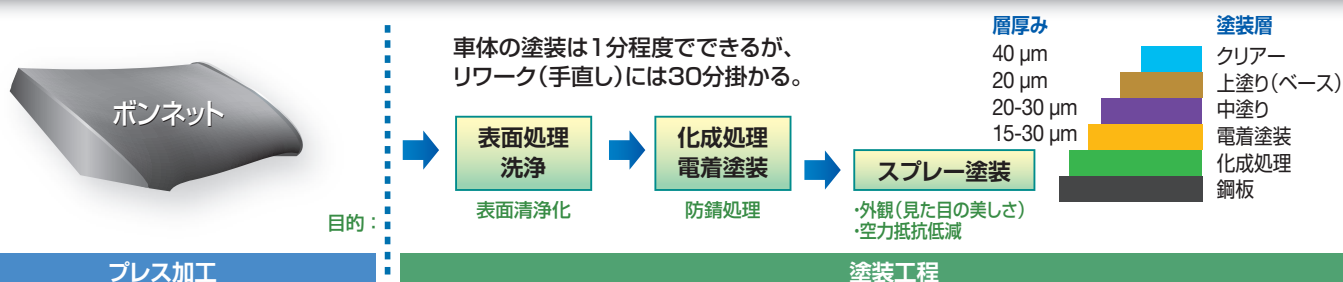 ボンネット
目的：
プレス加工
車体の塗装は1分程度でできるが、
リワーク（手直し）には30分掛かる。
表面処理
洗浄
表面清浄化
化成処理
電着塗装
防錆処理
スプレー塗装
・外観（見た目の美しさ）
・空力抵抗低減
層厚み
塗装層
40 µm
クリアー
20 µm
上塗り（ベース）
20-30 µm
中塗り
15-30 µm
電着塗装
化成処理
鋼板
塗装工程